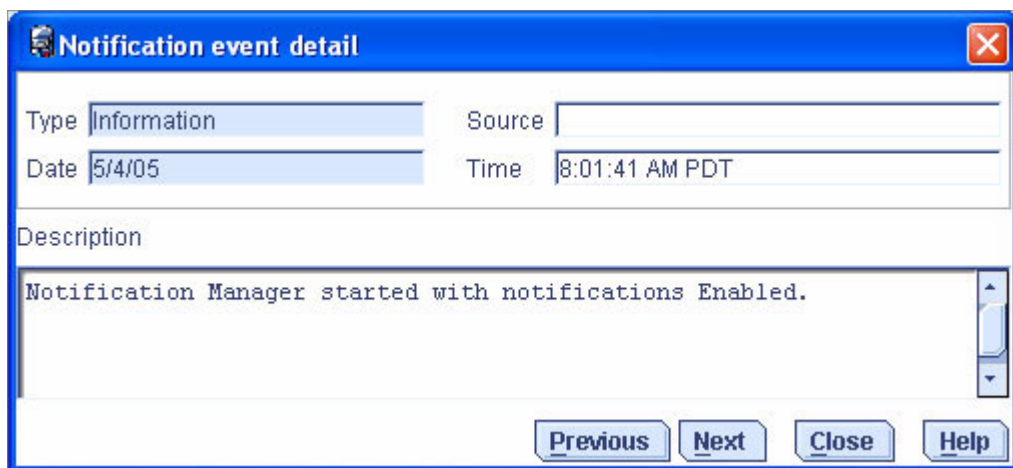 Notification event detail
Type Information Source
Date 5/4/05 Time 8:01:41 AM PDT
Description
Notification Manager started with notifications Enabled.
Previous Next Close Help